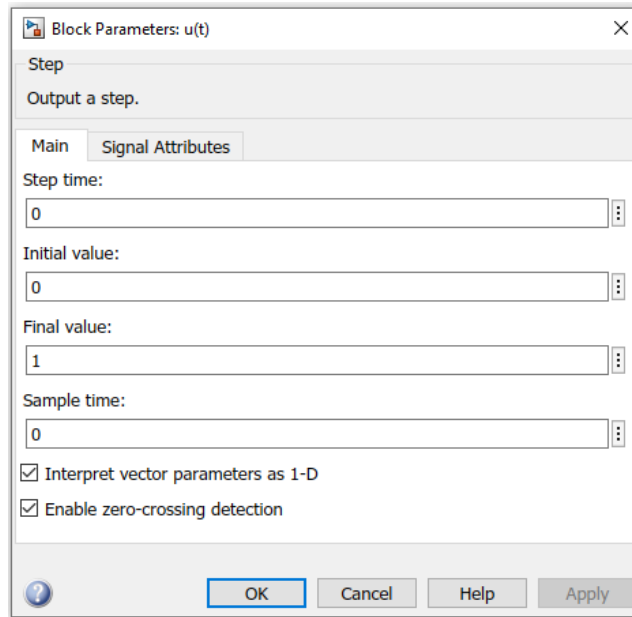 Block Parameters: u(t)
Step
Output a step.
Main Signal Attributes
Step time:
0
Initial value:
0
Final value:
1
Sample time:
0
Interpret vector parameters as 1-D
Enable zero-crossing detection
? OK Cancel Help Apply